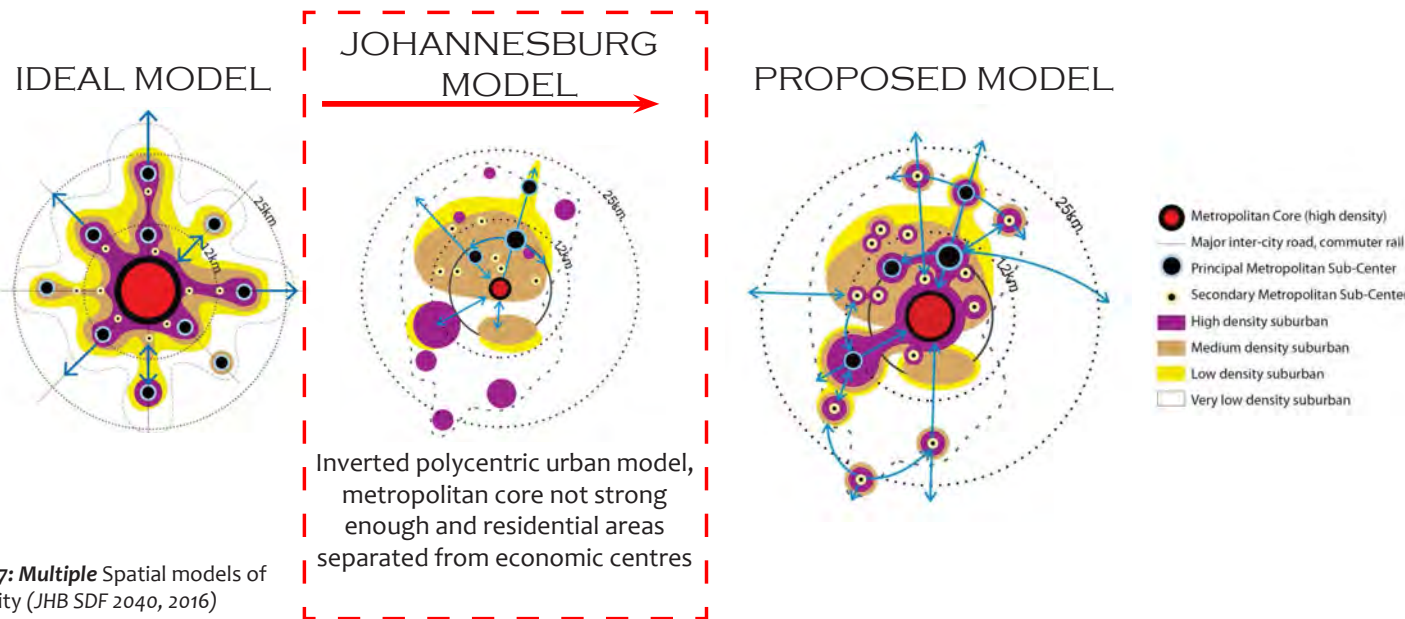 IDEAL MODEL
25km.
12km.
JOHANNESBURG
MODEL
25km.
12km.
Inverted polycentric urban model,
metropolitan core not strong
enough and residential areas
separated from economic centres
PROPOSED MODEL
25km.
12km
Metropolitan Core (high density)
Major inter-city road, commuter rail
Principal Metropolitan Sub-Center
Secondary Metropolitan Sub-Center
High density suburban
Medium density suburban
Low density suburban
Very low density suburban
7: Multiple Spatial models of
ity (JHB SDF 2040, 2016)